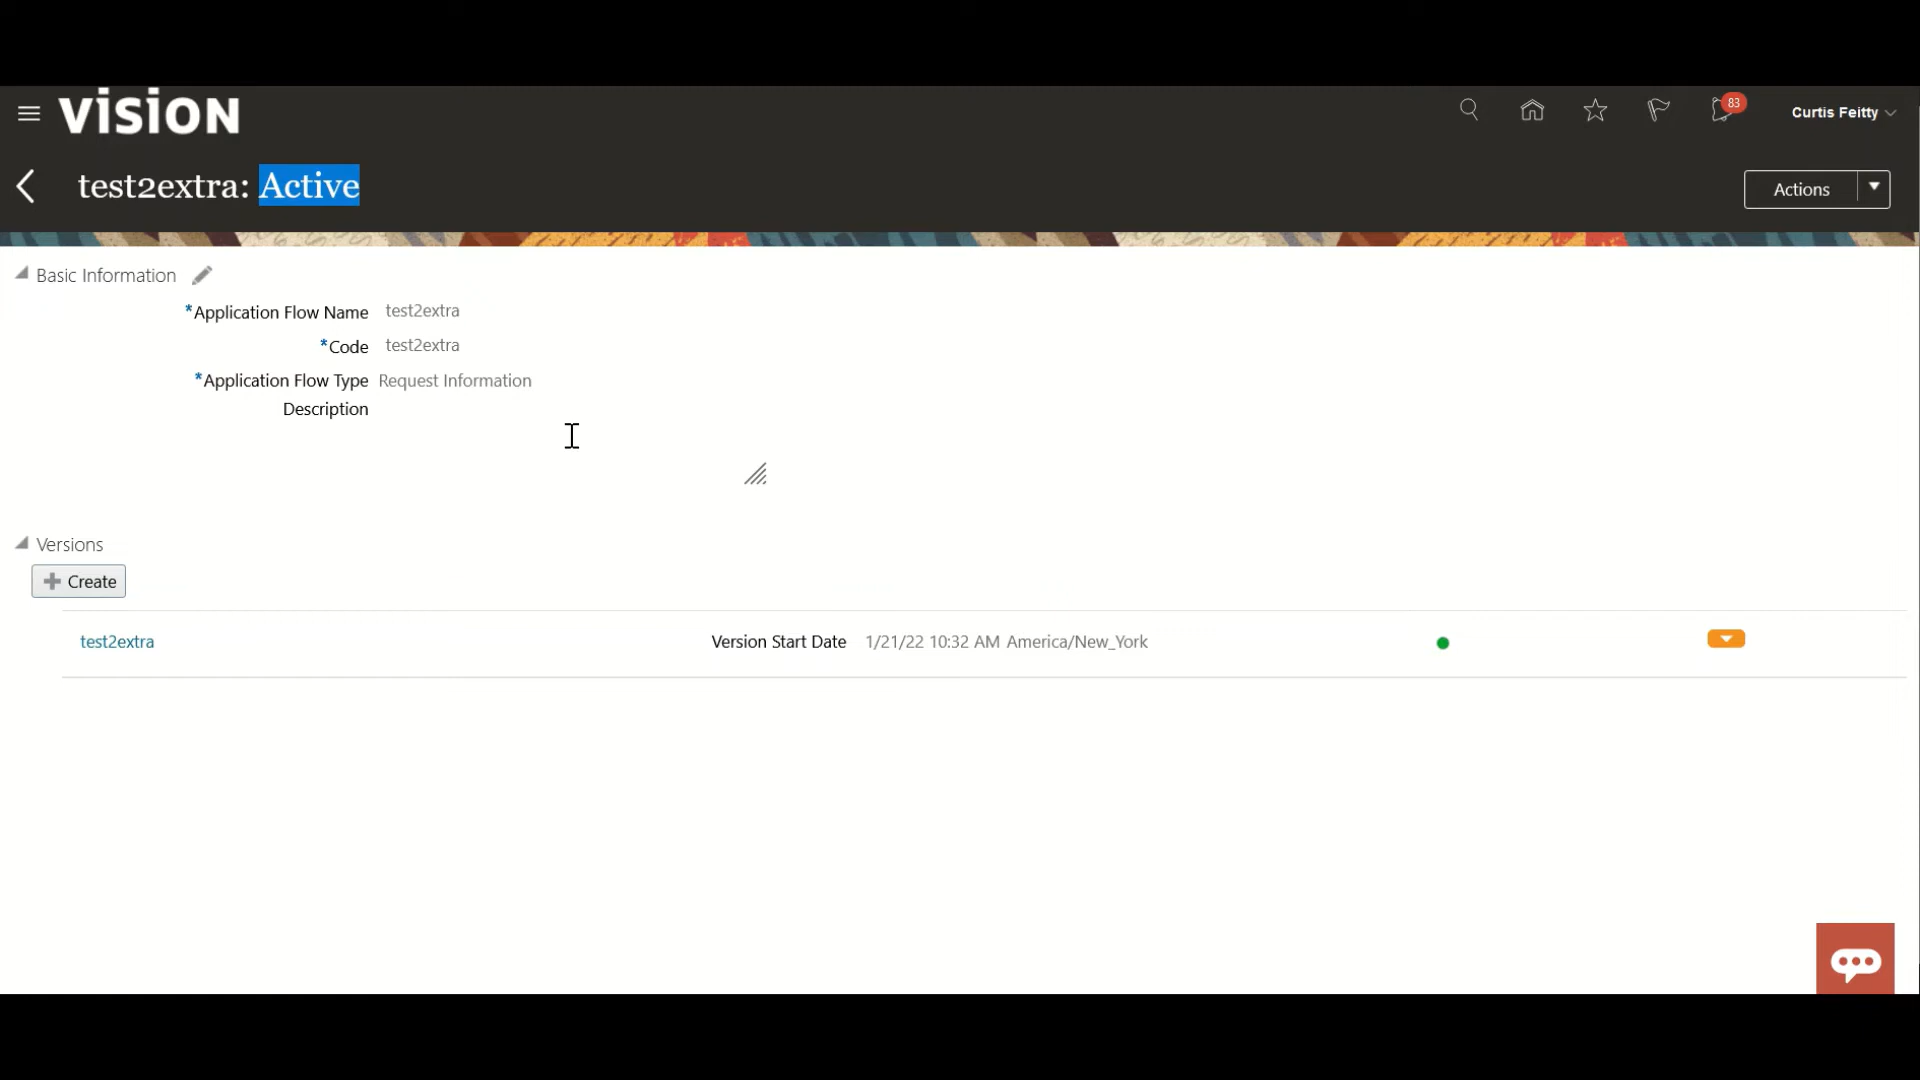 vision
83
Curtis Feitty
test2extra: Active
Actions
Basic Information
*Application Flow Name test2extra
*Code test2extra
*Application Flow Type Request Information
Description
Versions
Create
test2extra Version Start Date 1/21/22 10:32 AM America/New_York